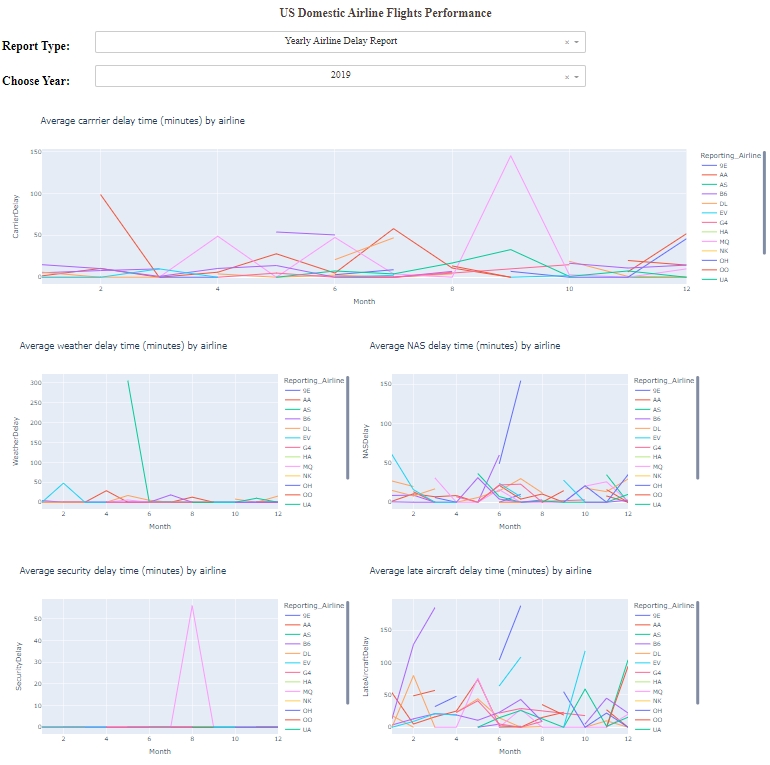 US Domestic Airline Flights Performance
Report Type:
Yearly Airline Delay Report
Choose Year:
2019
Average carrrier delay time (minutes) by airline
150
100
50
0
CarrierDelay
2 4 6 8 10 12
Month
Reporting_Airline
9E
AA
AS
B6
DL
EV
G4
HA
MQ
OH
OO
UA
Average weather delay time (minutes) by airline
300
250
200
150
100
50
0
WeatherDelay
2 4 6 8 10 12
Month
Reporting_Airline
9E
AA
AS
B6
DL
EV
G4
HA
MQ
NK
OH
OO
UA
Average NAS delay time (minutes) by airline
150
100
50
0
NASDelay
2 4 6 8 10 12
Month
Reporting_Airline
9E
AA
AS
B6
DL
EV
G4
HA
MQ
NK
OH
OO
UA
Average security delay time (minutes) by airline
50
40
30
20
10
0
SecurityDelay
2 4 6 8 10 12
Month
Reporting_Airline
9E
AA
AS
B6
DL
EV
G4
HA
MQ
NK
OH
OO
UA
Average late aircraft delay time (minutes) by airline
150
100
50
0
LateAircraftDelay
2 4 6 8 10 12
Month
Reporting_Airline
9E
AA
AS
B6
DL
EV
G4
HA
MQ
NK
OH
OO
UA